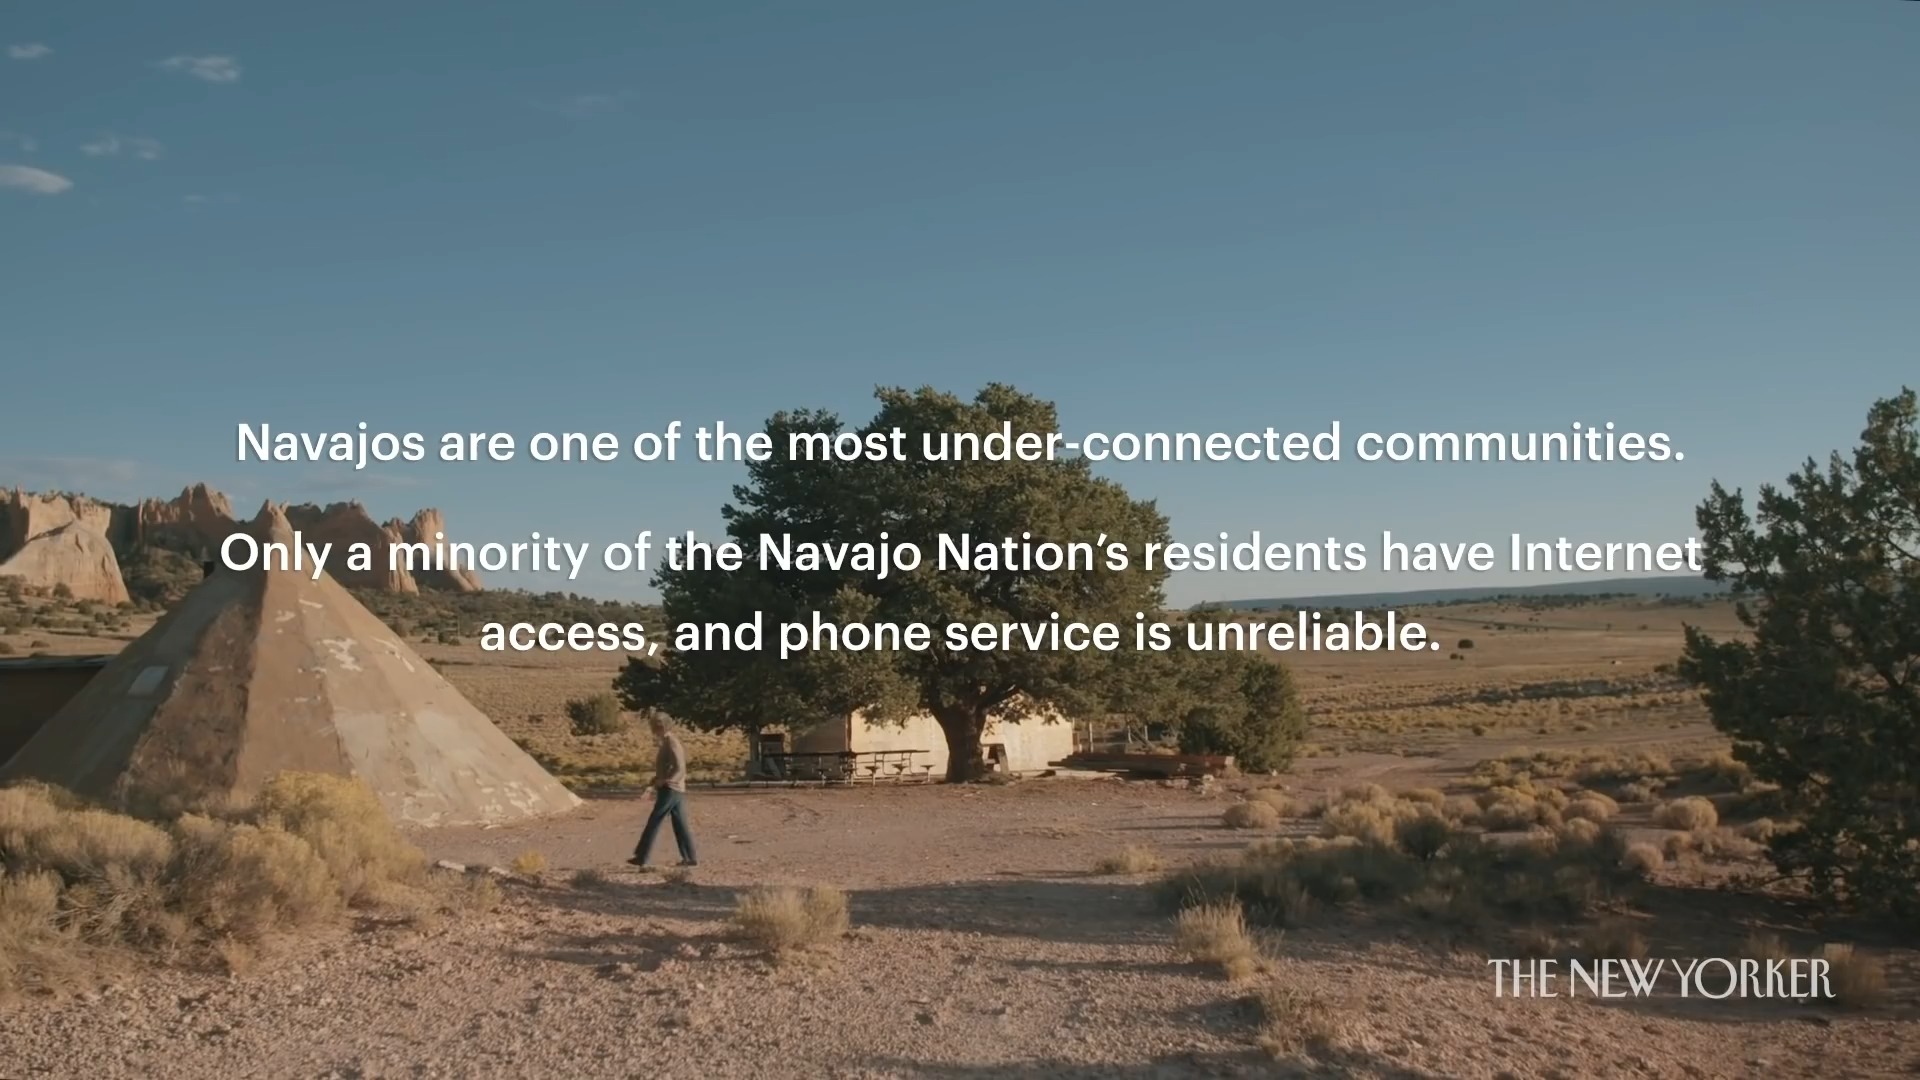 Navajos are one of the most under-connected communities.
Only a minority of the Navajo Nation’s residents have Internet
access, and phone service is unreliable.
THE NEW YORKER